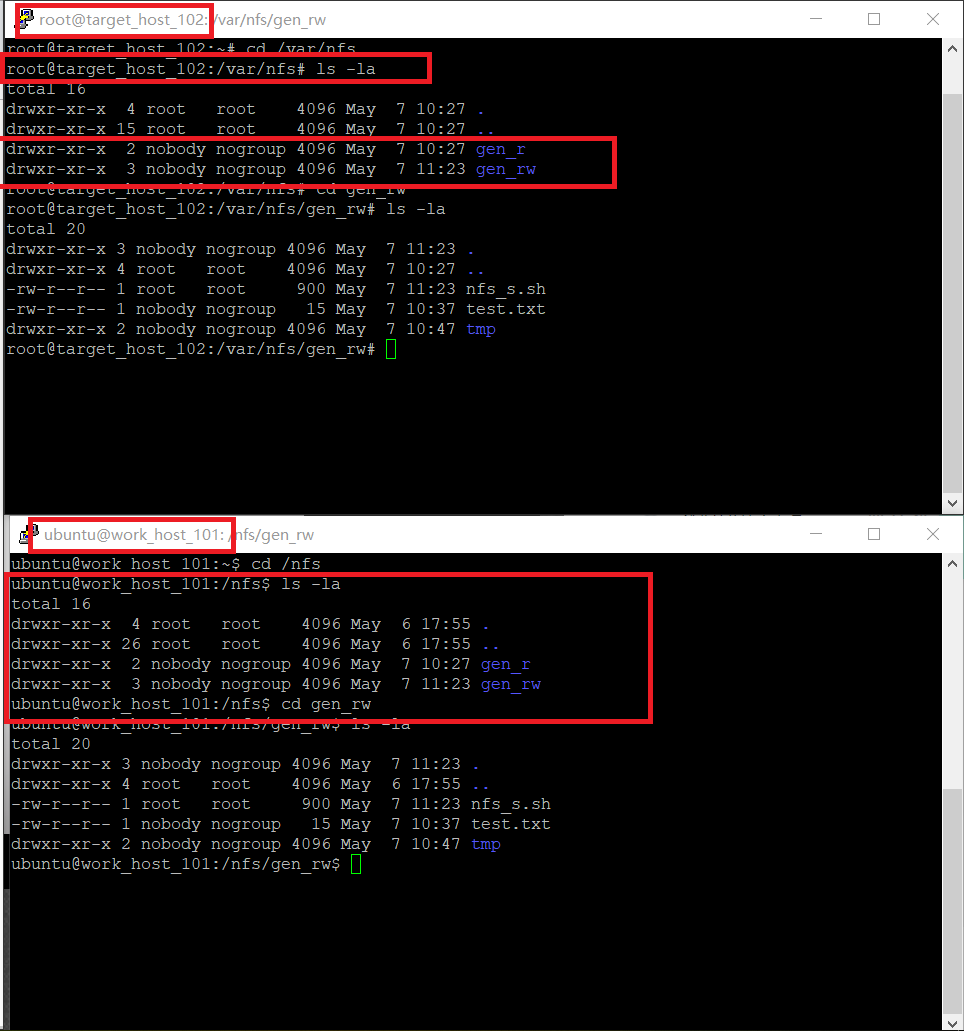 root@target_host_102: /var/nfs/gen_rw
root@target_host_102:~# cd /var/nfs
root@target_host_102:/var/nfs# ls -la
total 16
drwxr-xr-x  4 root   root    4096 May  7 10:27 .
drwxr-xr-x 15 root   root    4096 May  7 10:27 ..
drwxr-xr-x  2 nobody nogroup 4096 May  7 10:27 gen_r
drwxr-xr-x  3 nobody nogroup 4096 May  7 11:23 gen_rw
root@target_host_102:/var/nfs# cd gen_rw
root@target_host_102:/var/nfs/gen_rw# ls -la
total 20
drwxr-xr-x 3 nobody nogroup 4096 May  7 11:23 .
drwxr-xr-x 4 root   root    4096 May  7 10:27 ..
-rw-r--r-- 1 root   root     900 May  7 11:23 nfs_s.sh
-rw-r--r-- 1 nobody nogroup   15 May  7 10:37 test.txt
drwxr-xr-x 2 nobody nogroup 4096 May  7 10:47 tmp
root@target_host_102:/var/nfs/gen_rw#
ubuntu@work_host_101: /nfs/gen_rw
ubuntu@work_host_101:~$ cd /nfs
ubuntu@work_host_101:/nfs$ ls -la
total 16
drwxr-xr-x  4 root   root    4096 May  6 17:55 .
drwxr-xr-x 26 root   root    4096 May  6 17:55 ..
drwxr-xr-x  2 nobody nogroup 4096 May  7 10:27 gen_r
drwxr-xr-x  3 nobody nogroup 4096 May  7 11:23 gen_rw
ubuntu@work_host_101:/nfs$ cd gen_rw
ubuntu@work_host_101:/nfs/gen_rw$ ls -la
total 20
drwxr-xr-x 3 nobody nogroup 4096 May  7 11:23 .
drwxr-xr-x 4 root   root    4096 May  6 17:55 ..
-rw-r--r-- 1 root   root     900 May  7 11:23 nfs_s.sh
-rw-r--r-- 1 nobody nogroup   15 May  7 10:37 test.txt
drwxr-xr-x 2 nobody nogroup 4096 May  7 10:47 tmp
ubuntu@work_host_101:/nfs/gen_rw$